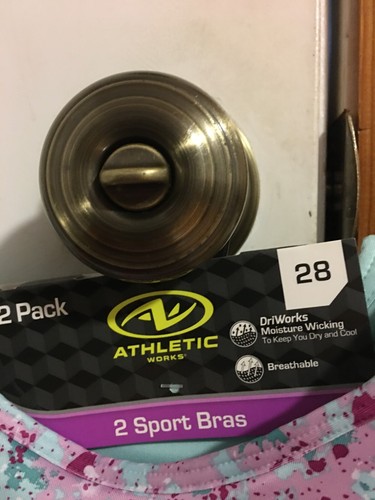 28
2 Pack
ATHLETIC
WORKS®
DriWorks
Moisture Wicking
To Keep You Dry and Cool
Breathable
2 Sport Bras